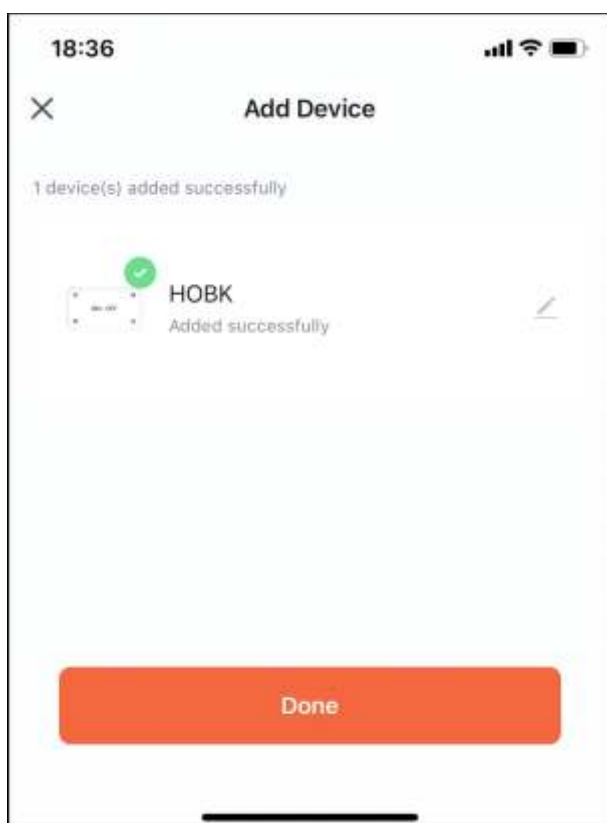 18:36
Add Device
1 device(s) added successfully
HOBK
Added successfully
Done